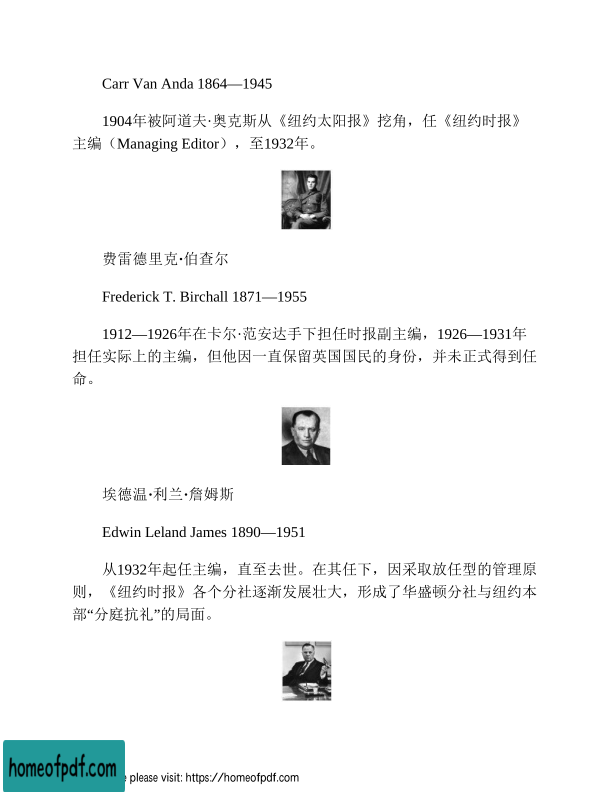 Carr Van Anda 1864—1945
1904年被阿道夫·奥克斯从《纽约太阳报》挖角，任《纽约时报》
主编（Managing Editor），至1932年。
费雷德里克·伯查尔
Frederick T. Birchall 1871—1955
1912—1926年在卡尔·范安达手下担任时报副主编，1926—1931年
担任实际上的主编，但他因一直保留英国国民的身份，并未正式得到任
命。
埃德温·利兰·詹姆斯
Edwin Leland James 1890—1951
从1932年起任主编，直至去世。在其任下，因采取放任型的管理原
则，《纽约时报》各个分社逐渐发展壮大，形成了华盛顿分社与纽约本
部“分庭抗礼”的局面。
homeofpdf.com
e please visit: https://homeofpdf.com